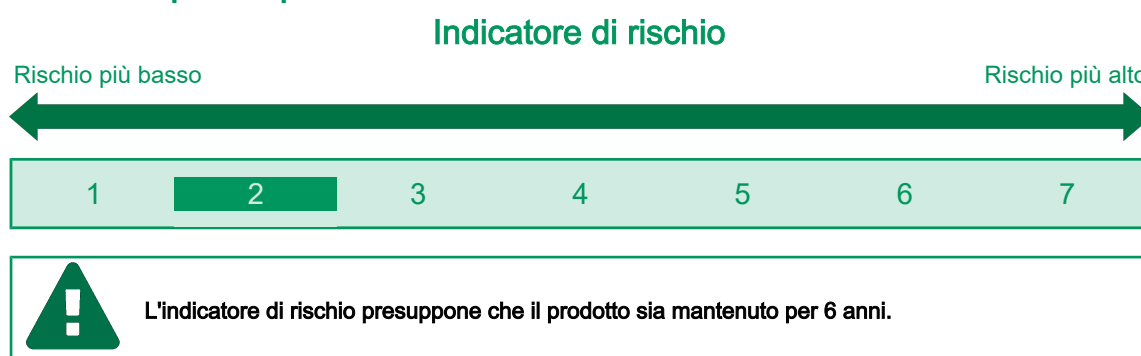 Indicatore di rischio
Rischio più basso Rischio più alto
1 2 3 4 5 6 7
L'indicatore di rischio presuppone che il prodotto sia mantenuto per 6 anni.